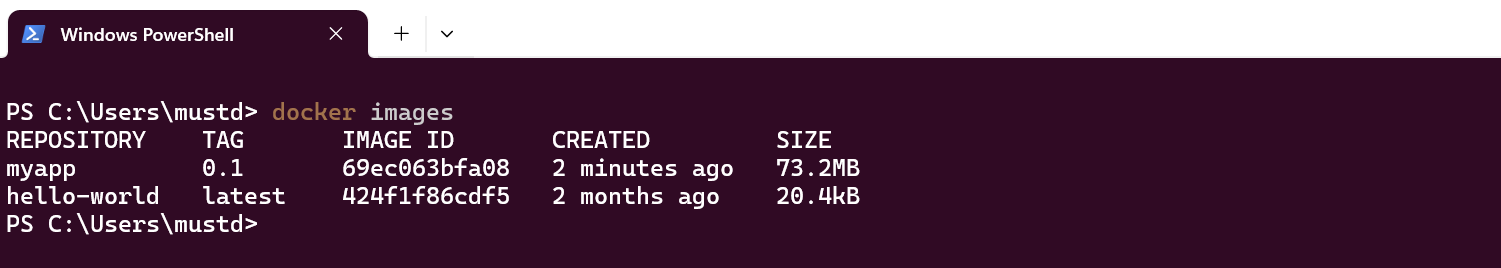 Windows PowerShell
PS C:\Users\mustd> docker images
REPOSITORY    TAG       IMAGE ID       CREATED         SIZE
myapp         0.1       69ec063bfa08   2 minutes ago   73.2MB
hello-world   latest    424f1f86cdf5   2 months ago    20.4kB
PS C:\Users\mustd>